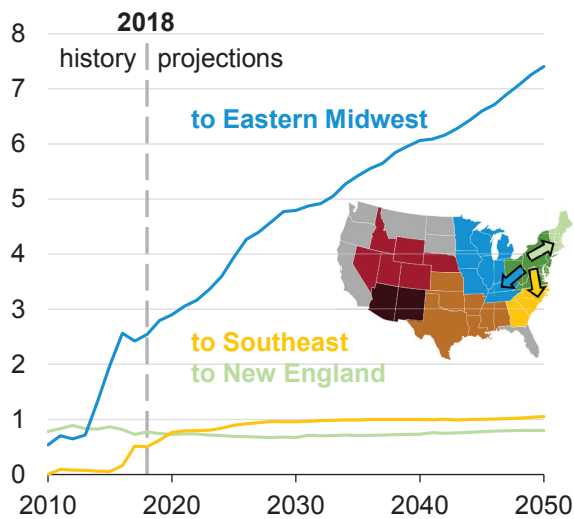 2018
history projections
8
7
6
5
4
3
2
1
0
to Eastern Midwest
to Southeast
to New England
2010 2020 2030 2040 2050